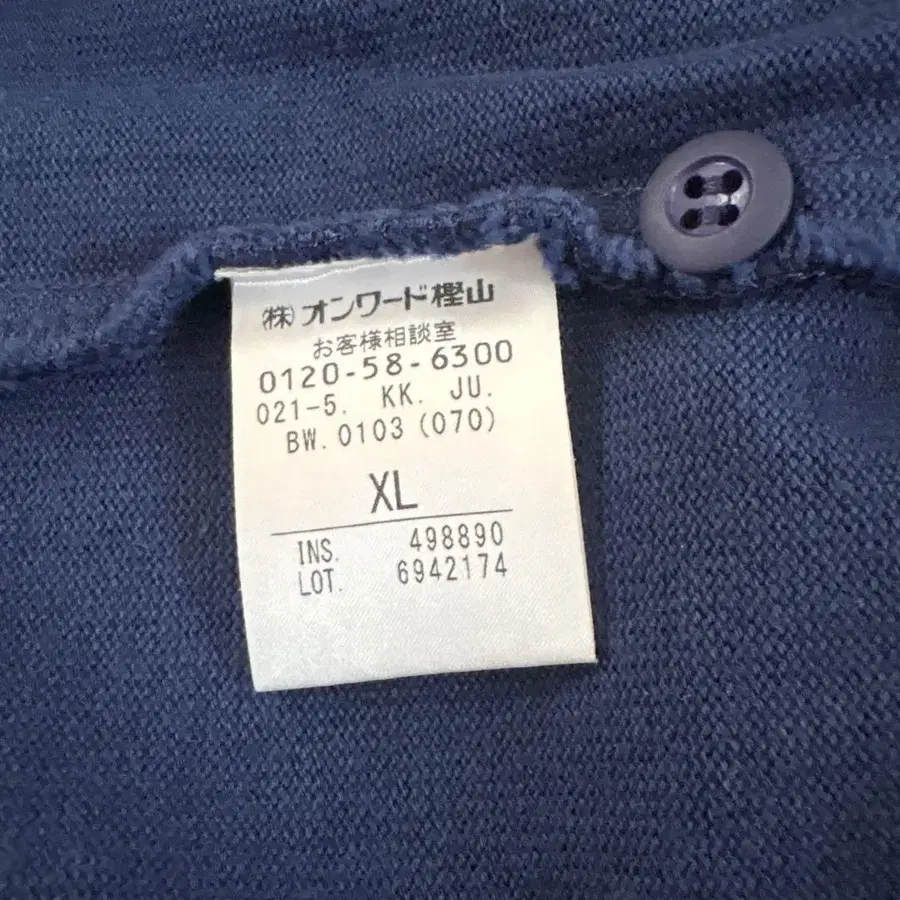 ㈱オンワード樫山
お客様相談室
0120-58-6300
021-5. KK. JU.
BW.0103(070)
XL
INS. 498890
LOT. 6942174